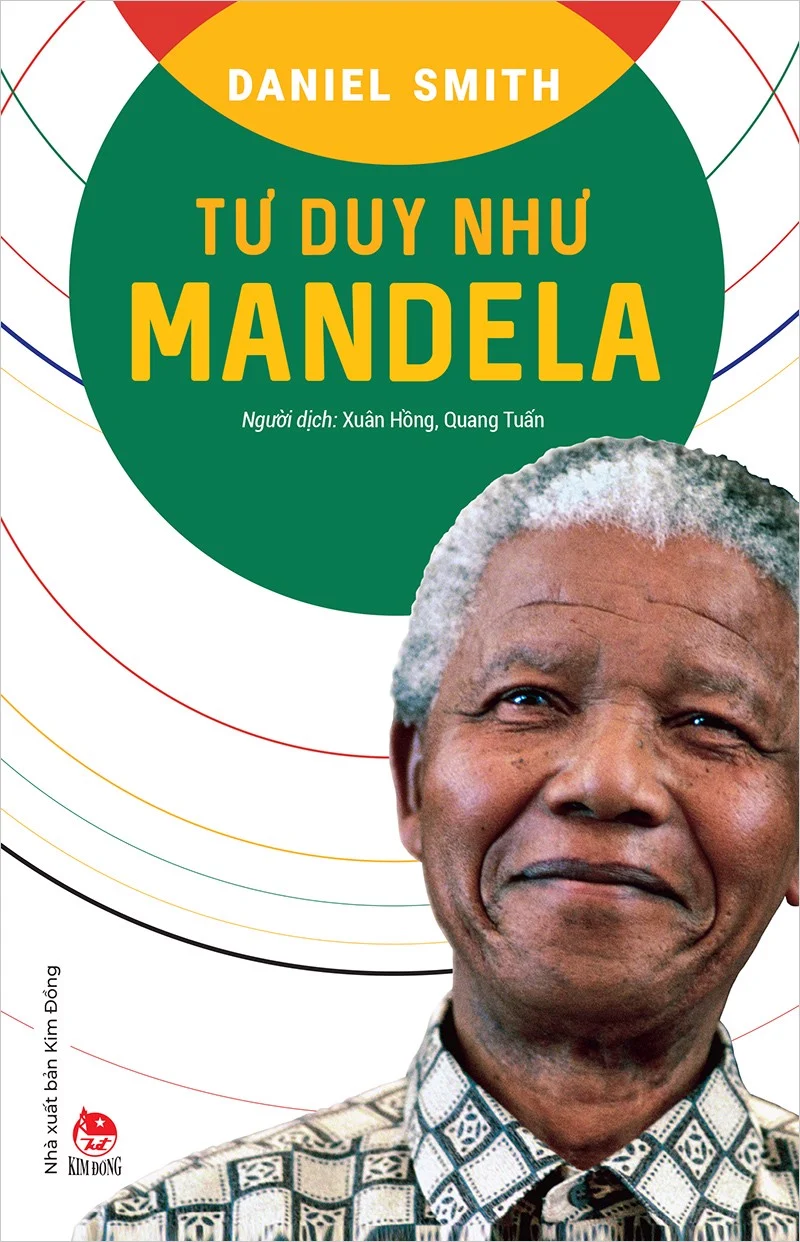 DANIEL SMITH
TƯ DUY NHƯ
MANDELA
Người dịch: Xuân Hồng, Quang Tuấn
Nhà xuất bản Kim Đồng
KIM ĐỒNG